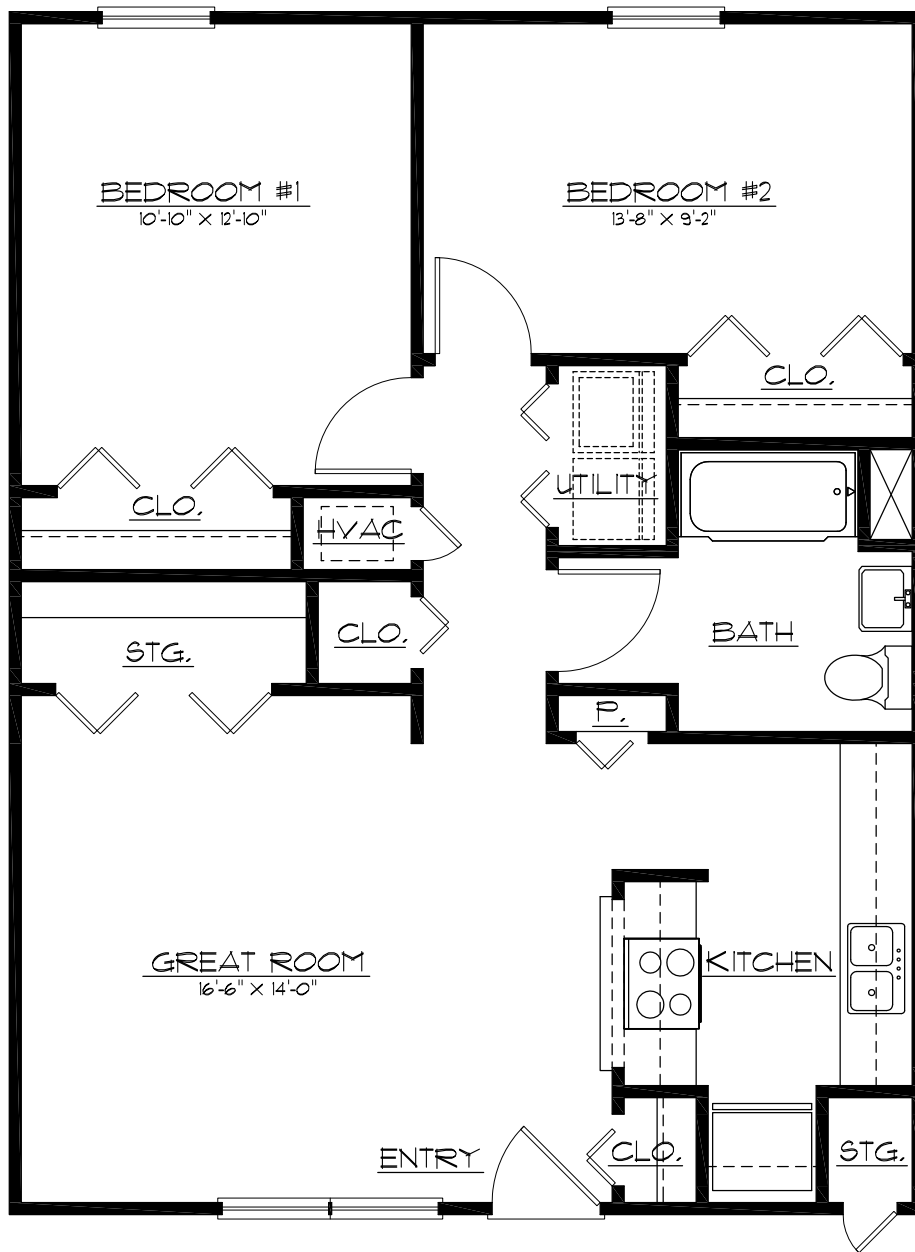 BEDROOM #1
10'-10" X 12'-10"
BEDROOM #2
13'-8" X 9'-2"
CLO.
UTILITY
CLO.
HVAC
CLO.
STG.
BATH
P.
GREAT ROOM
16'-6" X 14'-0"
KITCHEN
ENTRY
CLO.
STG.